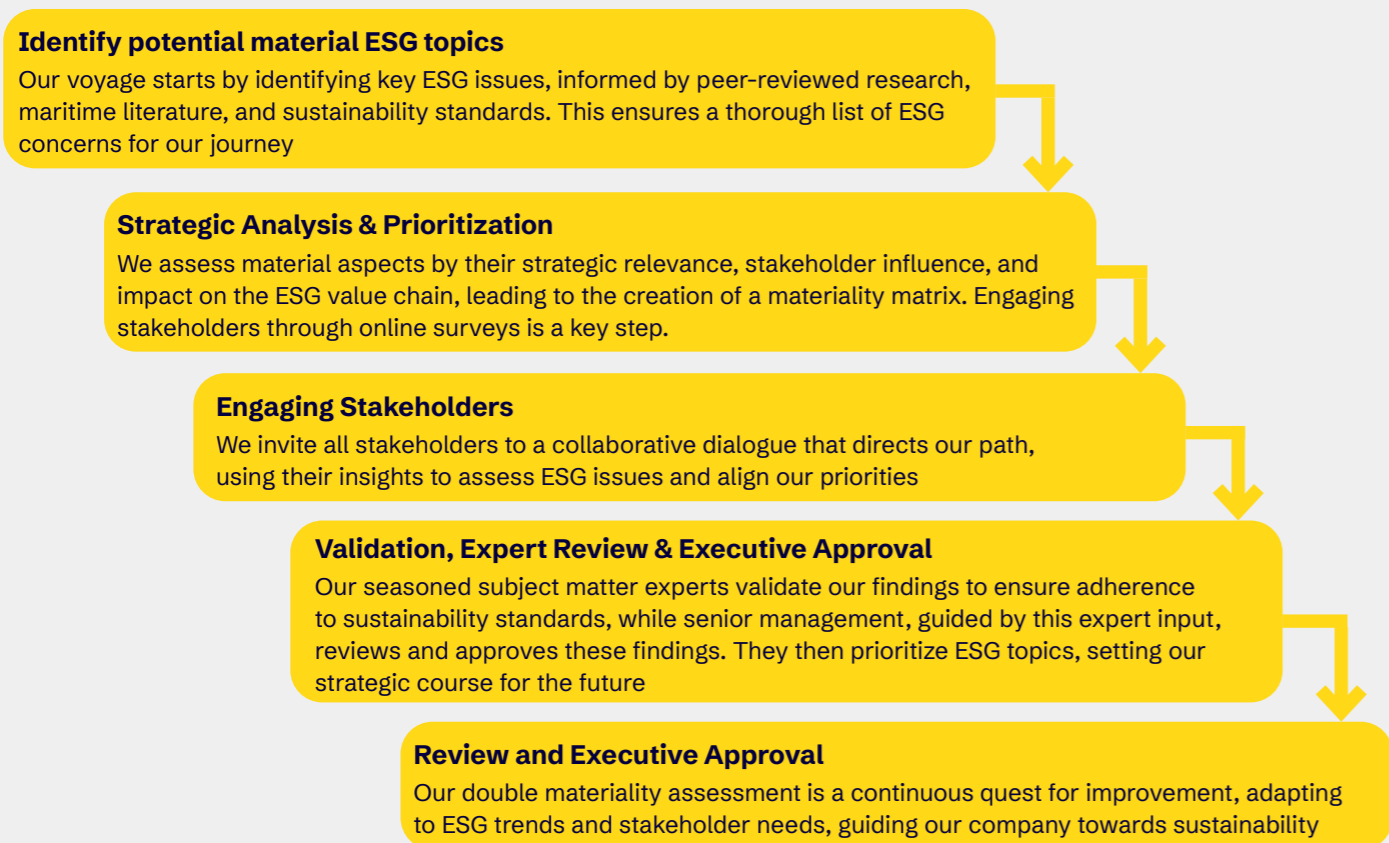 Identify potential material ESG topics
Our voyage starts by identifying key ESG issues, informed by peer-reviewed research,
maritime literature, and sustainability standards. This ensures a thorough list of ESG
concerns for our journey
Strategic Analysis & Prioritization
We assess material aspects by their strategic relevance, stakeholder influence, and
impact on the ESG value chain, leading to the creation of a materiality matrix. Engaging
stakeholders through online surveys is a key step.
Engaging Stakeholders
We invite all stakeholders to a collaborative dialogue that directs our path,
using their insights to assess ESG issues and align our priorities
Validation, Expert Review & Executive Approval
Our seasoned subject matter experts validate our findings to ensure adherence
to sustainability standards, while senior management, guided by this expert input,
reviews and approves these findings. They then prioritize ESG topics, setting our
strategic course for the future
Review and Executive Approval
Our double materiality assessment is a continuous quest for improvement, adapting
to ESG trends and stakeholder needs, guiding our company towards sustainability